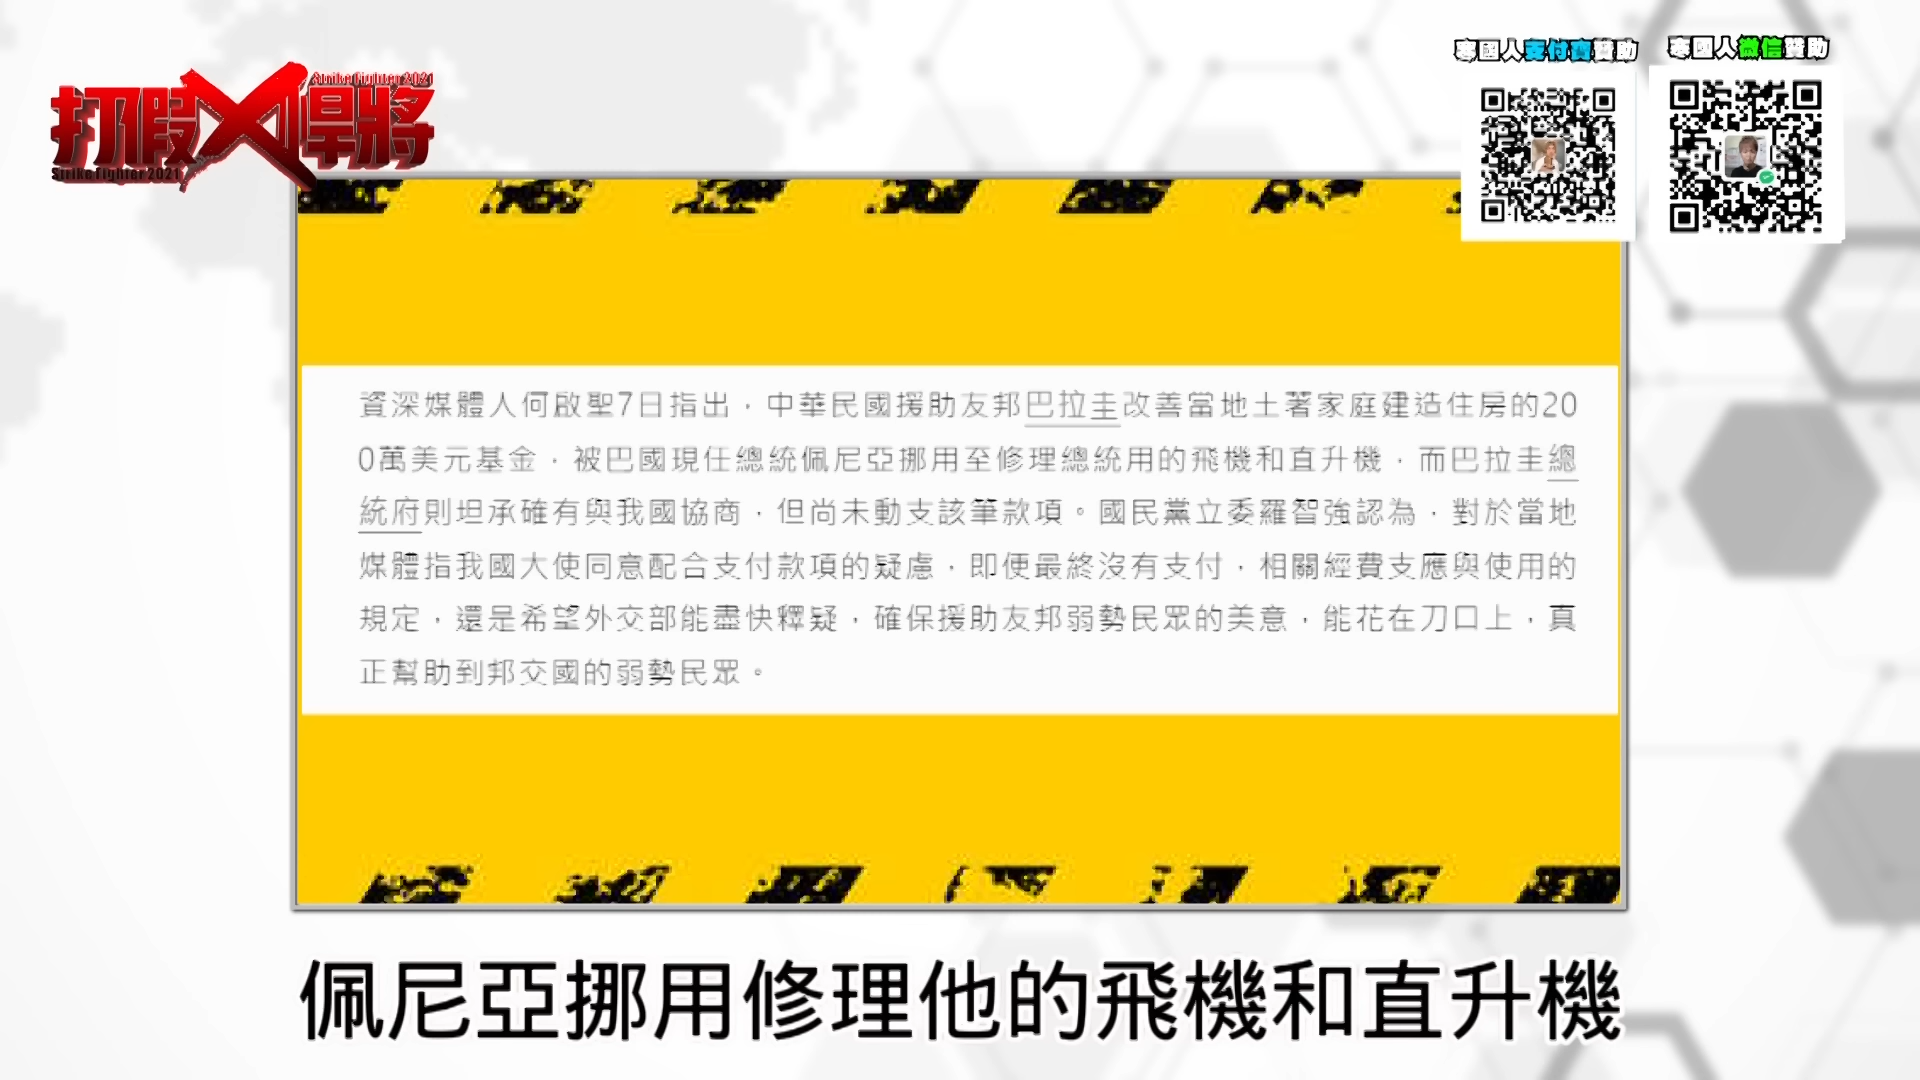 打假悍將
Strike Fighter 2021
Strike Fighter 2021
寒國人支付寶贊助
寒國人微信贊助
資深媒體人何啟聖7日指出，中華民國援助友邦巴拉圭改善當地土著家庭建造住房的20
0萬美元基金，被巴國現任總統佩尼亞挪用至修理總統用的飛機和直升機，而巴拉圭總
統府則坦承確有與我國協商，但尚未動支該筆款項。國民黨立委羅智強認為，對於當地
媒體指我國大使同意配合支付款項的疑慮，即便最終沒有支付，相關經費支應與使用的
規定，還是希望外交部能盡快釋疑，確保援助友邦弱勢民眾的美意，能花在刀口上，真
正幫助到邦交國的弱勢民眾。
佩尼亞挪用修理他的飛機和直升機